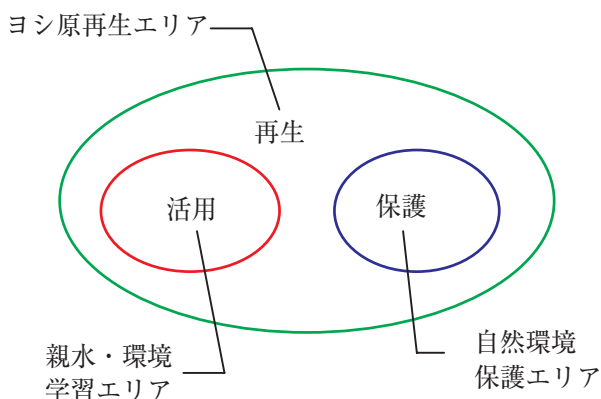 ヨシ原再生エリア
再生
活用
保護
親水・環境
学習エリア
自然環境
保護エリア